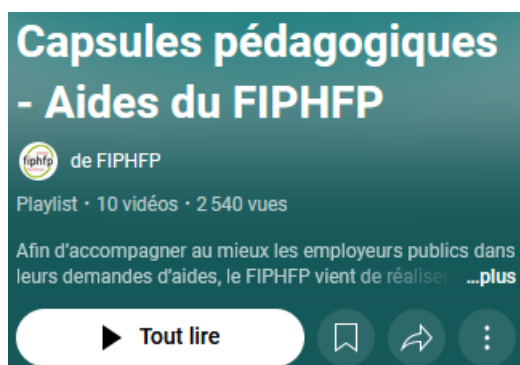 Capsules pédagogiques
- Aides du FIPHFP
fiphfp
de FIPHFP
Playlist • 10 vidéos • 2 540 vues
Afin d'accompagner au mieux les employeurs publics dans
leurs demandes d'aides, le FIPHFP vient de réaliser ...plus
Tout lire